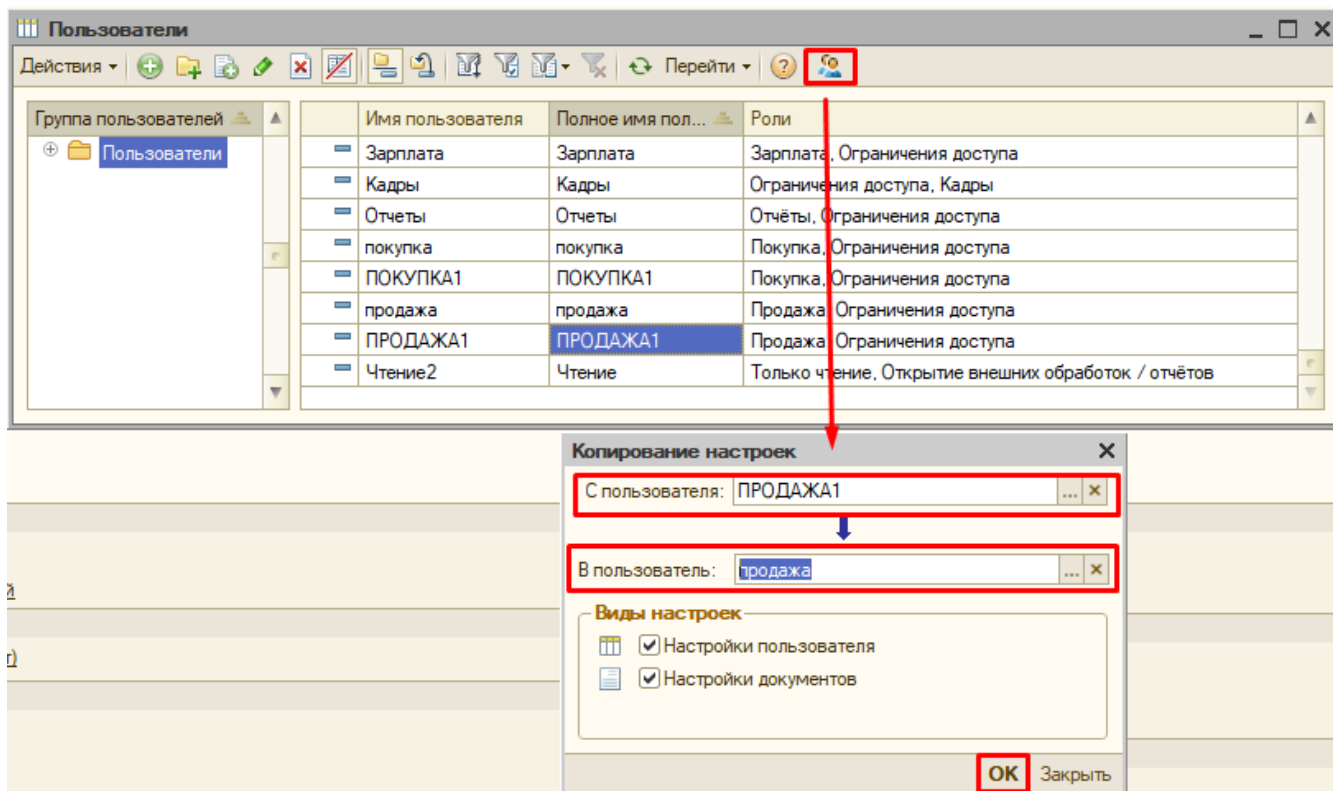 Пользователи
Действия Перейти
Группа пользователей Имя пользователя Полное имя пол... Роли
Пользователи
Зарплата Зарплата Зарплата, Ограничения доступа
Кадры Кадры Ограничения доступа, Кадры
Отчеты Отчеты Отчёты, Ограничения доступа
покупка покупка Покупка, Ограничения доступа
ПОКУПКА1 ПОКУПКА1 Покупка, Ограничения доступа
продажа продажа Продажа, Ограничения доступа
ПРОДАЖА1 ПРОДАЖА1 Продажа, Ограничения доступа
Чтение2 Чтение Только чтение, Открытие внешних обработок / отчётов
Копирование настроек
С пользователя: ПРОДАЖА1 ...
В пользователь: продажа ...
й
Виды настроек
Настройки пользователя
т)
Настройки документов
OK Закрыть